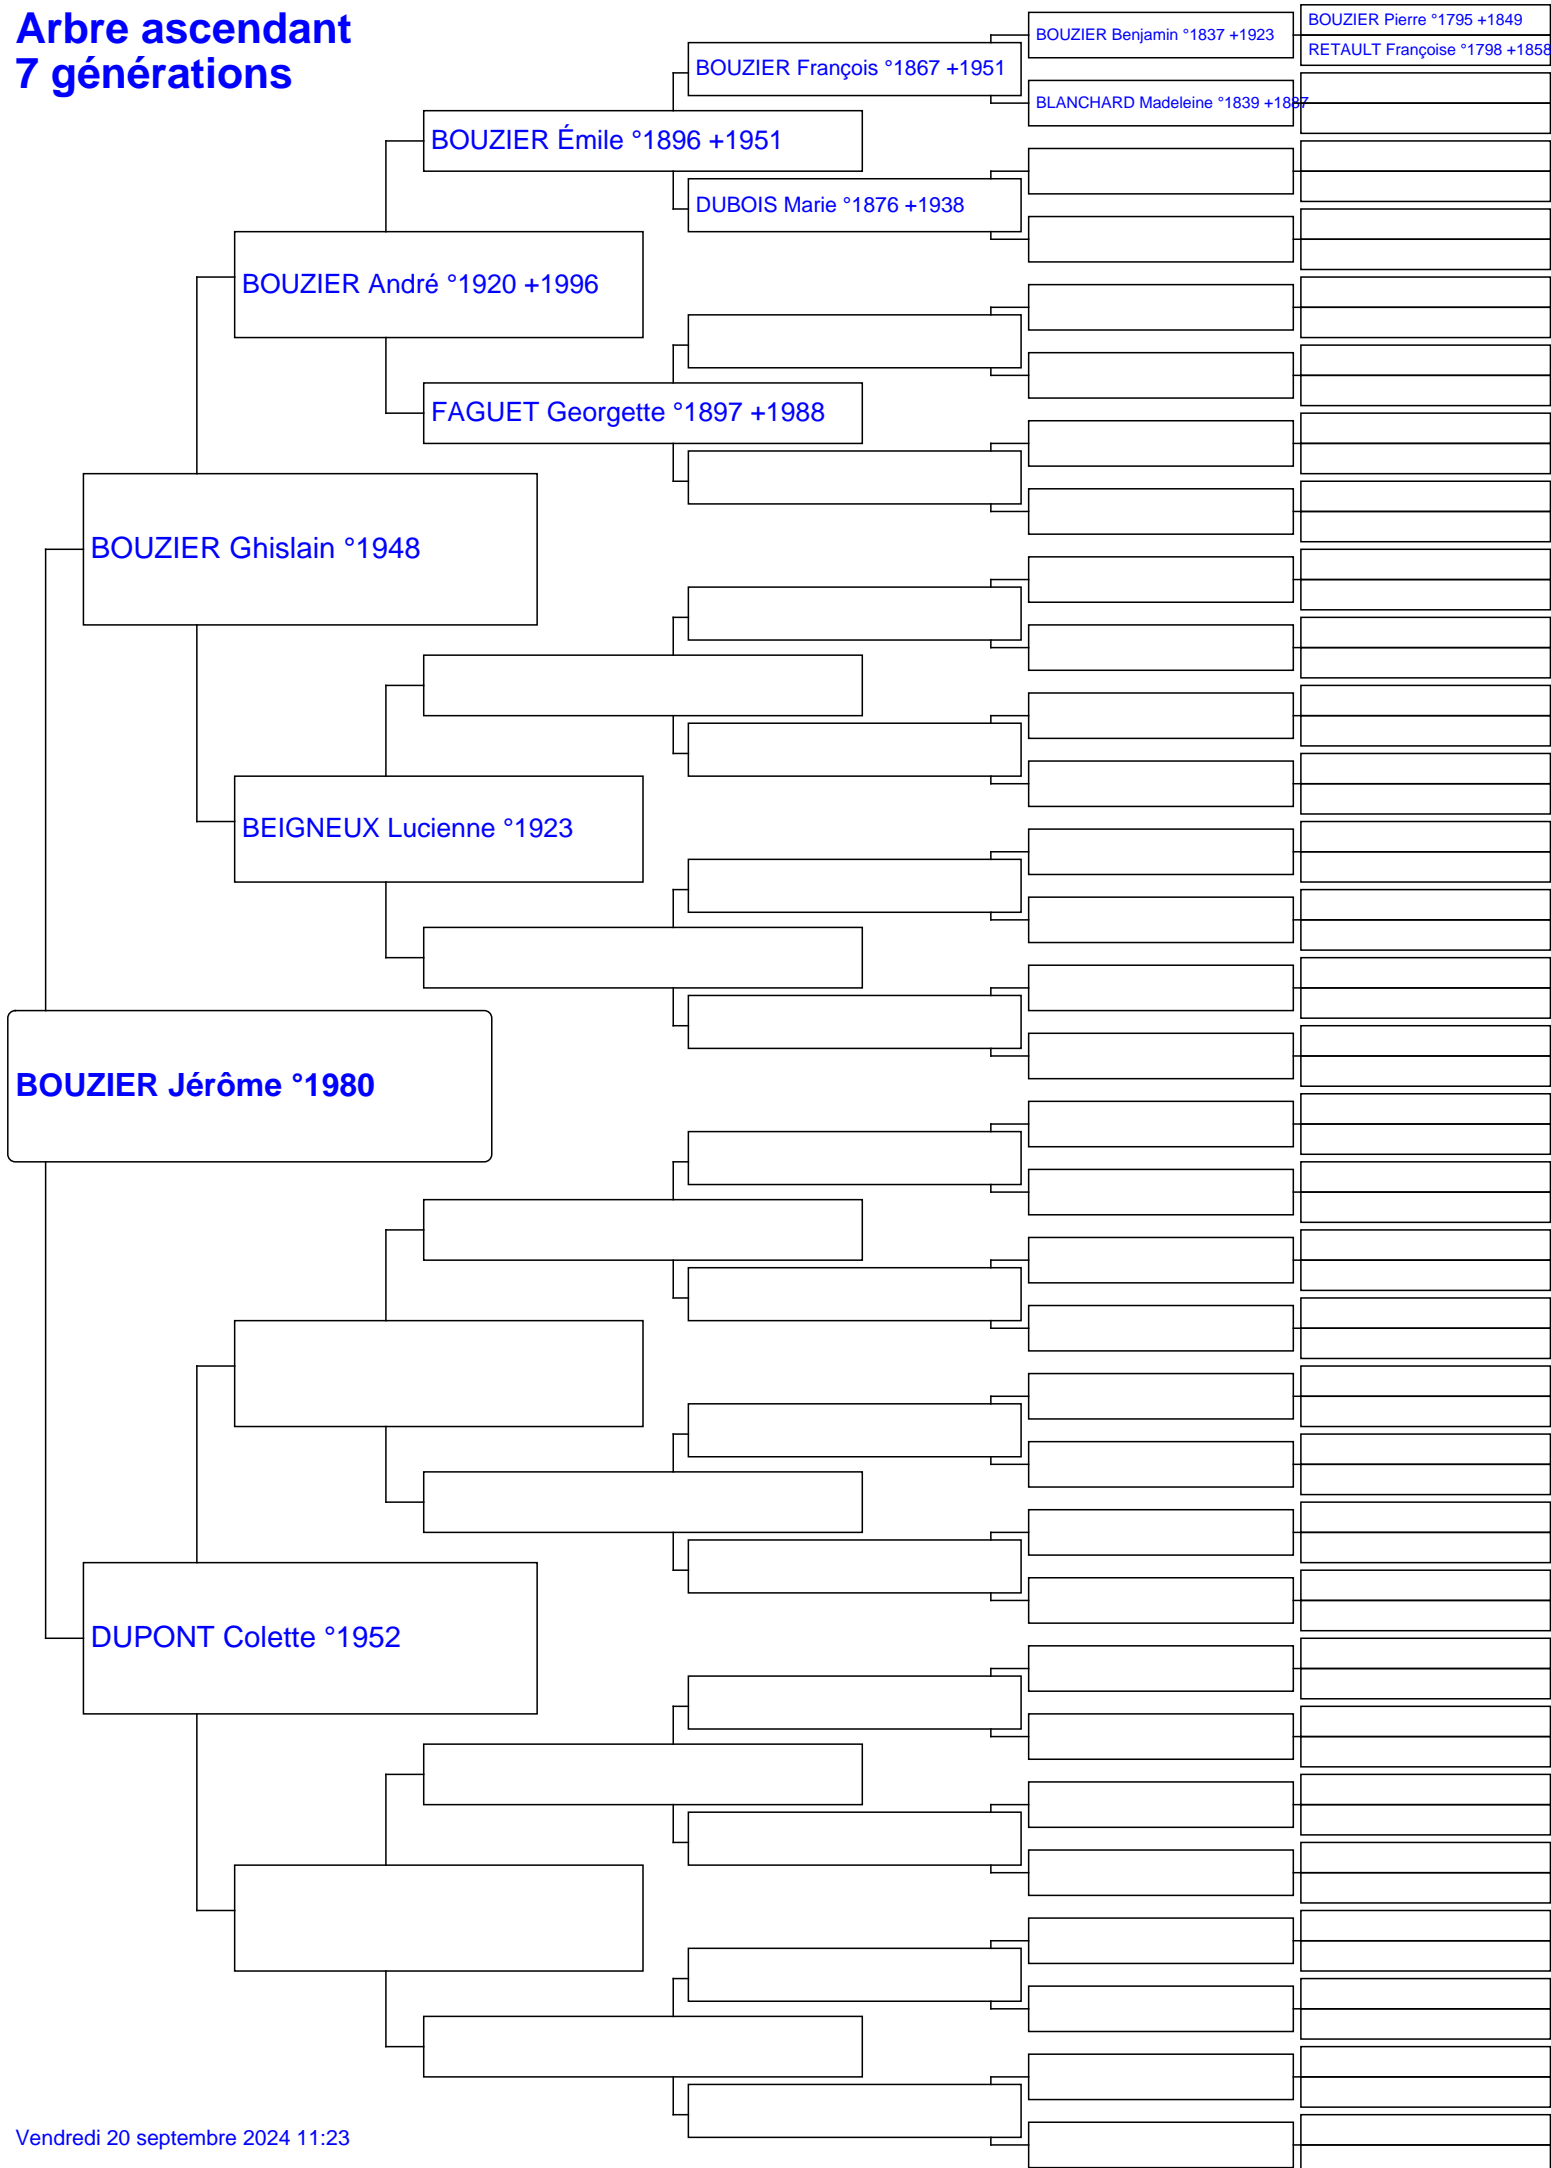 Arbre ascendant
7 générations
BOUZIER Pierre °1795 +1849
BOUZIER Benjamin °1837 +1923
RETAULT Françoise °1798 +1858
BOUZIER François °1867 +1951
BLANCHARD Madeleine °1839 +1887
BOUZIER Émile °1896 +1951
DUBOIS Marie °1876 +1938
BOUZIER André °1920 +1996
FAGUET Georgette °1897 +1988
BOUZIER Ghislain °1948
BEIGNEUX Lucienne °1923
BOUZIER Jérôme °1980
DUPONT Colette °1952
Vendredi 20 septembre 2024 11:23